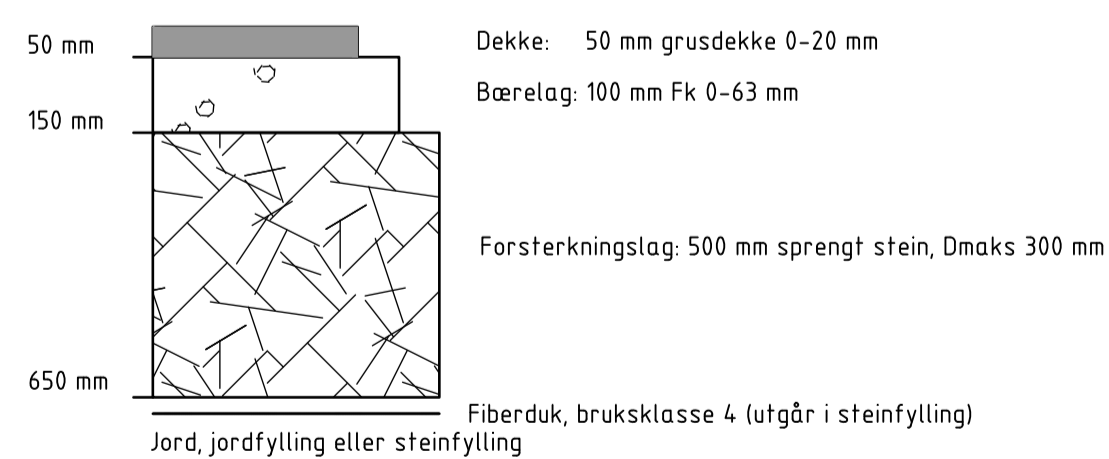 50 mm
Dekke: 50 mm grusdekke 0-20 mm
Bærelag: 100 mm Fk 0-63 mm
150 mm
Forsterkningslag: 500 mm sprengt stein, Dmaks 300 mm
650 mm
Fiberduk, bruksklasse 4 (utgår i steinfylling)
Jord, jordfylling eller steinfylling